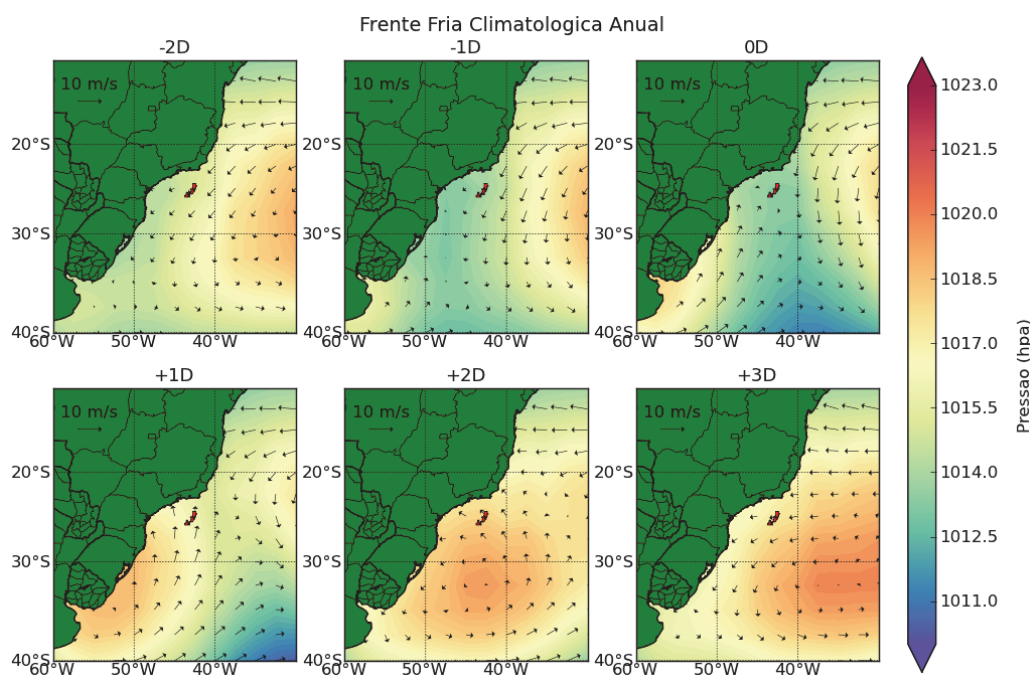 Frente Fria Climatologica Anual
-2D
-1D
0D
10 m/s
10 m/s
10 m/s
20°S
20°S
20°S
30°S
30°S
30°S
40°S
40°S
40°S
60°W
50°W
40°W
60°W
50°W
40°W
60°W
50°W
40°W
+1D
+2D
+3D
10 m/s
10 m/s
10 m/s
20°S
20°S
20°S
30°S
30°S
30°S
40°S
40°S
40°S
60°W
50°W
40°W
60°W
50°W
40°W
60°W
50°W
40°W
1023.0
1021.5
1020.0
1018.5
1017.0
1015.5
1014.0
1012.5
1011.0
Pressao (hpa)